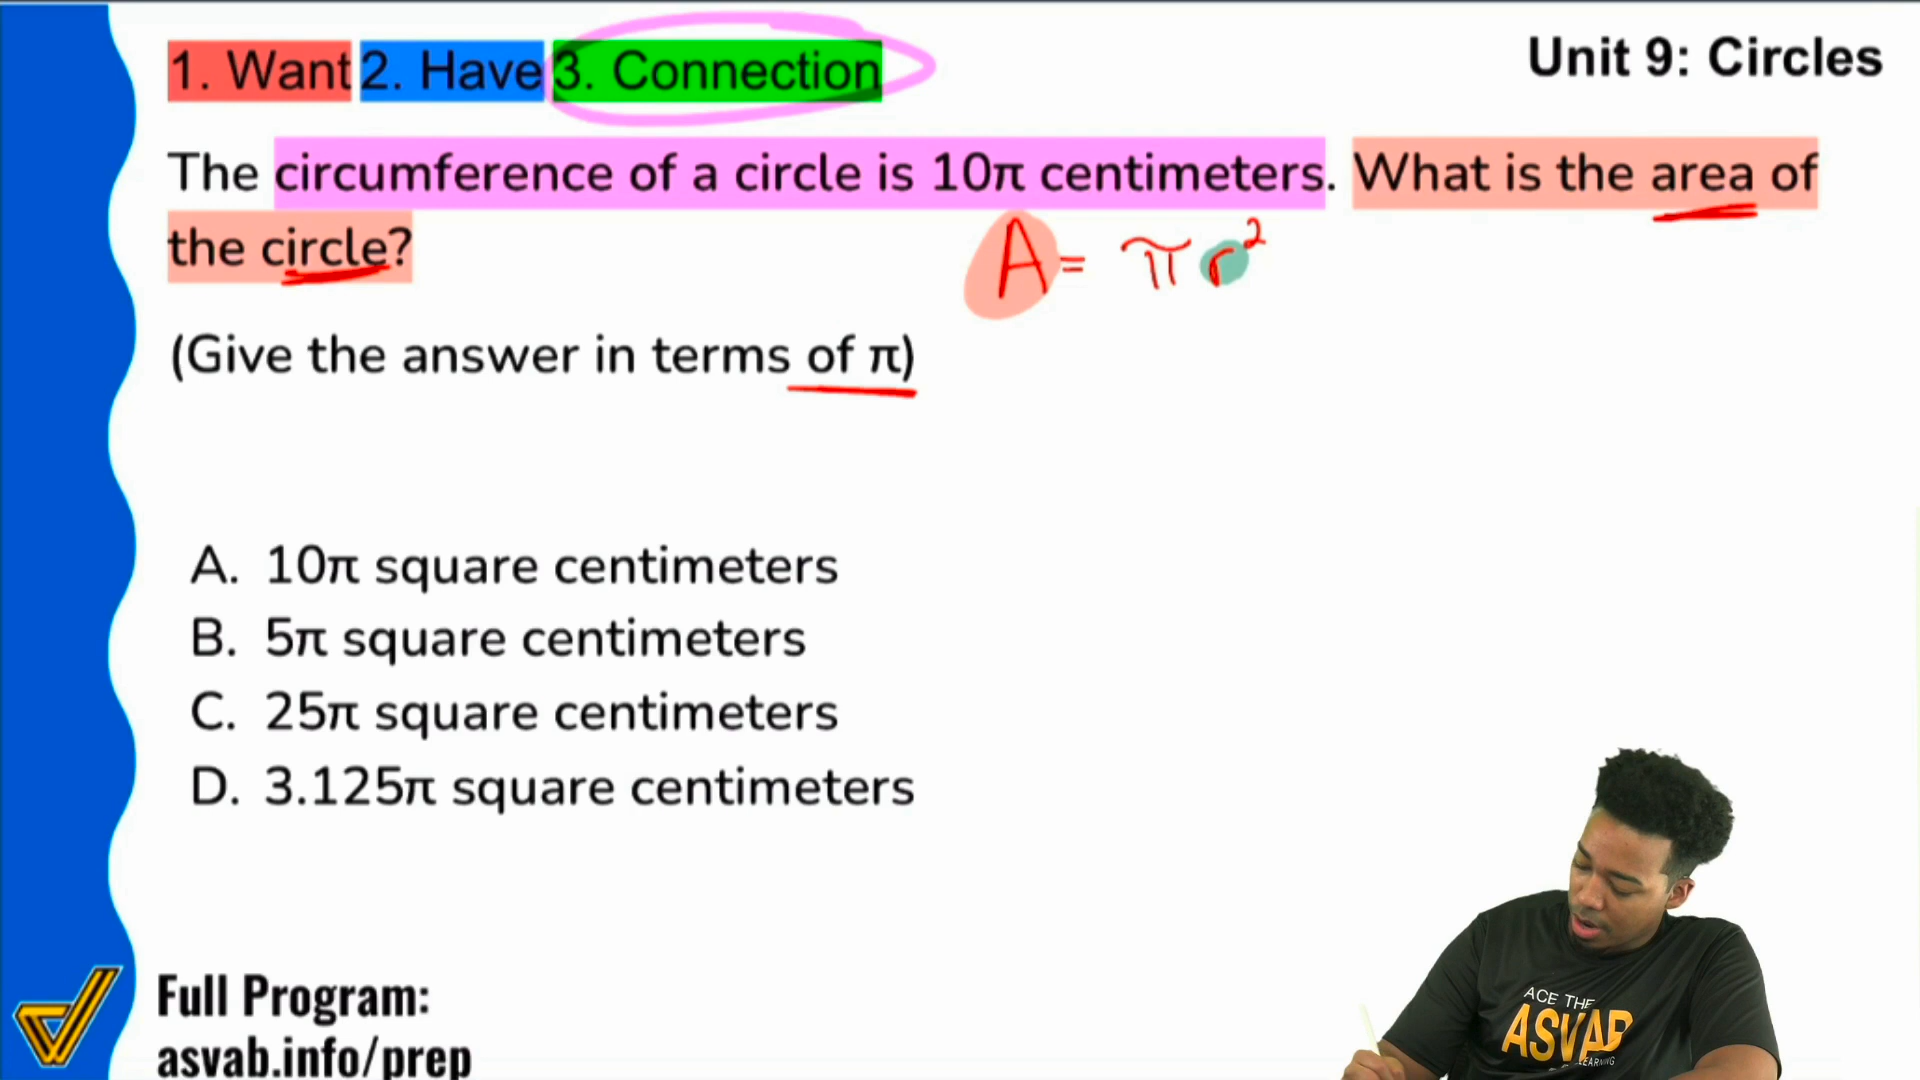 1. Want 2. Have 3. Connection
Unit 9: Circles
The circumference of a circle is 10π centimeters. What is the area of
the circle?
A = πr²
(Give the answer in terms of π)
A. 10π square centimeters
B. 5π square centimeters
C. 25π square centimeters
D. 3.125π square centimeters
Full Program:
asvab.info/prep
ACE THE
ASVAB